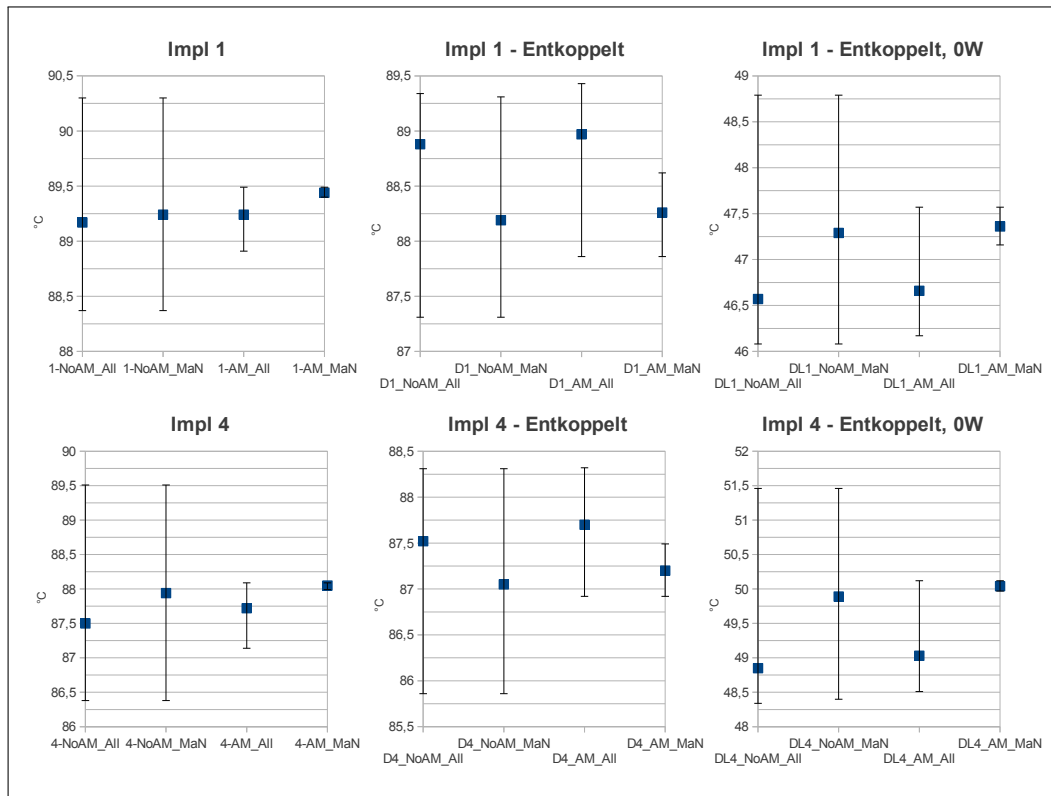 Impl 1
90,5
90
89,5
89
88,5
88
°C
1-NoAM_All
1-NoAM_MaN
1-AM_All
1-AM_MaN
Impl 1 - Entkoppelt
89,5
89
88,5
88
87,5
87
°C
D1_NoAM_All
D1_NoAM_MaN
D1_AM_All
D1_AM_MaN
Impl 1 - Entkoppelt, 0W
49
48,5
48
47,5
47
46,5
46
°C
DL1_NoAM_All
DL1_NoAM_MaN
DL1_AM_All
DL1_AM_MaN
Impl 4
90
89,5
89
88,5
88
87,5
87
86,5
86
°C
4-NoAM_All
4-NoAM_MaN
4-AM_All
4-AM_MaN
Impl 4 - Entkoppelt
88,5
88
87,5
87
86,5
86
85,5
°C
D4_NoAM_All
D4_NoAM_MaN
D4_AM_All
D4_AM_MaN
Impl 4 - Entkoppelt, 0W
52
51,5
51
50,5
50
49,5
49
48,5
48
°C
DL4_NoAM_All
DL4_NoAM_MaN
DL4_AM_All
DL4_AM_MaN